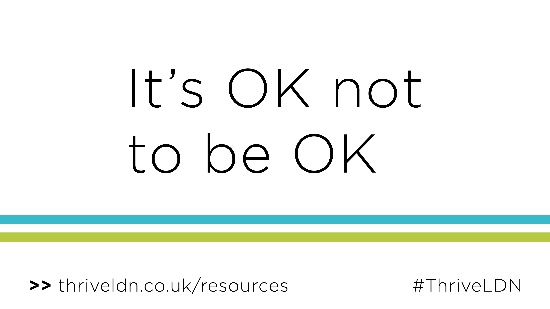 It's OK not
to be OK
>> thriveldn.co.uk/resources
#ThriveLDN